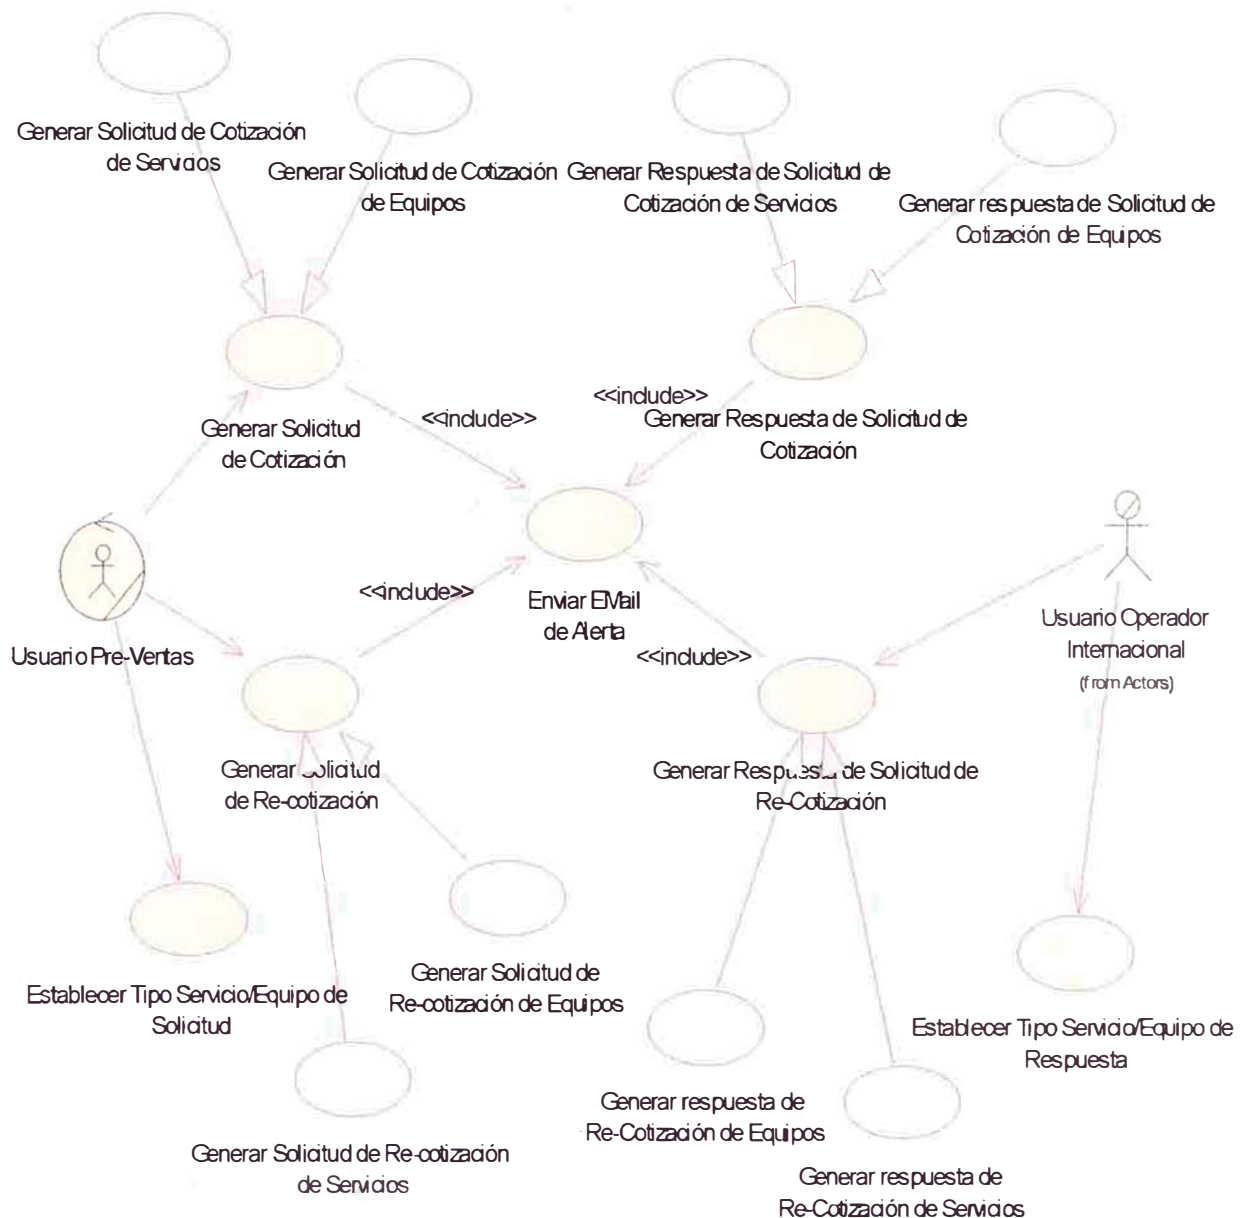 Generar Solicitud de Cotización
de Servicios
Generar Solicitud de Cotización
de Equipos
Generar Respuesta de Solicitud de
Cotización de Servicios
Generar respuesta de Solicitud de
Cotización de Equipos
<<include>>
<<include>>
Generar Solicitud
de Cotización
Generar Respuesta de Solicitud de
Cotización
<<include>>
Enviar EMail
de Alerta
Usuario Pre-Ventas
<<include>>
Usuario Operador
Internacional
(from Actors)
Generar Solicitud
de Re-cotización
Generar Respuesta de Solicitud de
Re-Cotización
Generar Solicitud de
Re-cotización de Equipos
Establecer Tipo Servicio/Equipo de
Solicitud
Establecer Tipo Servicio/Equipo de
Respuesta
Generar respuesta de
Re-Cotización de Equipos
Generar Solicitud de Re-cotización
de Servicios
Generar respuesta de
Re-Cotización de Servicios